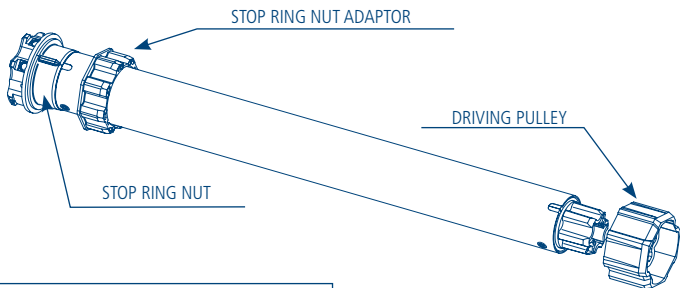 STOP RING NUT ADAPTOR
DRIVING PULLEY
STOP RING NUT